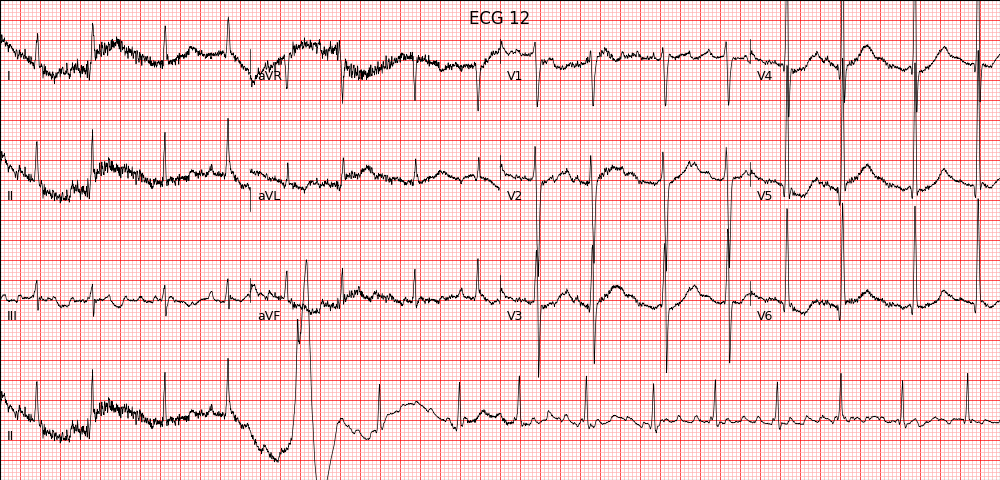 ECG 12
I aVR V1 V4
II aVL V2 V5
III aVF V3 V6
II